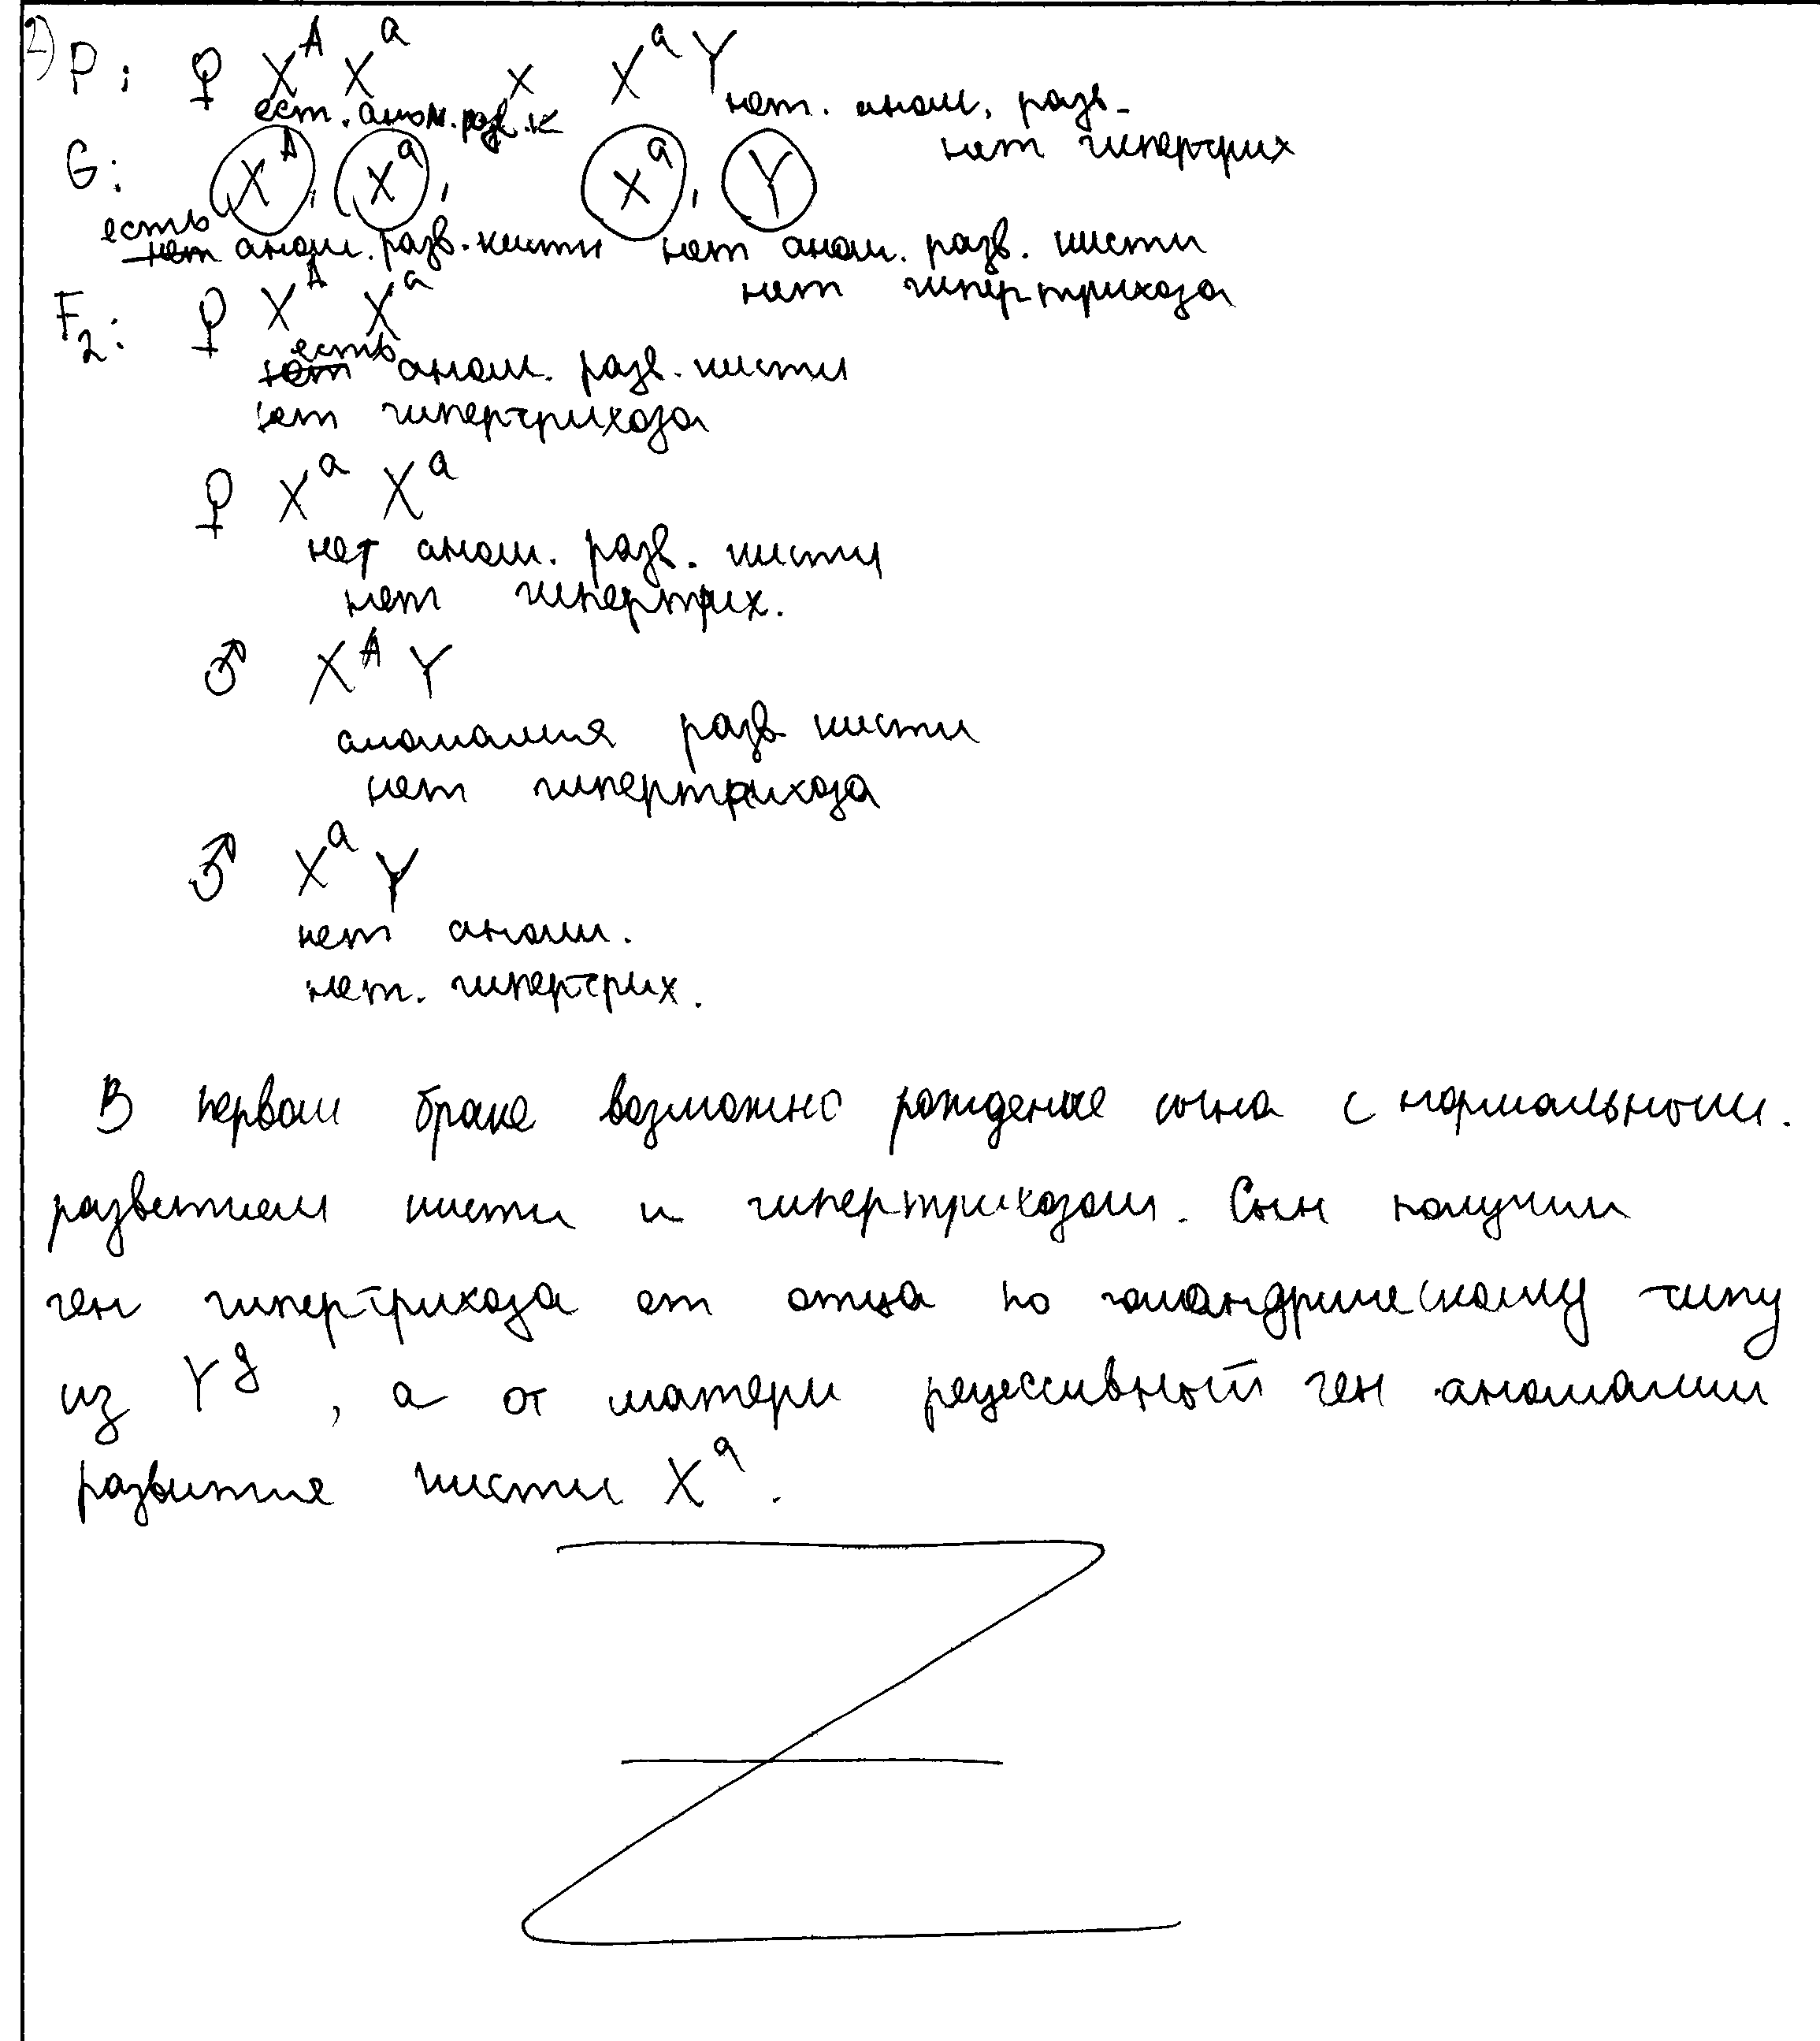 2) P: ♀ X^A X^a × X^a Y нет. аном. разв.
ест. аном. разв. к нет гипертрих
G: X^A, X^a, X^a, Y
есть
нет аном. разв. кисти нет аном. разв. кисти
F2: ♀ X^A X^a нет гипертрихоза
есть
нет аном. разв. кисти
нет гипертрихоза
♀ X^a X^a
нет аном. разв. кисти
нет гипертрих.
♂ X^A Y
аномалия разв кисти
нет гипертрихоза
♂ X^a Y
нет аном.
нет. гипертрих.
В первом браке возможно рождение сына с нормальном.
развитием кисти и гипертрихозом. Сын получил
ген гипертрихоза от отца по голандрическому типу
из Y^g, а от матери рецессивный ген аномалии
развития кисти X^a.
Z